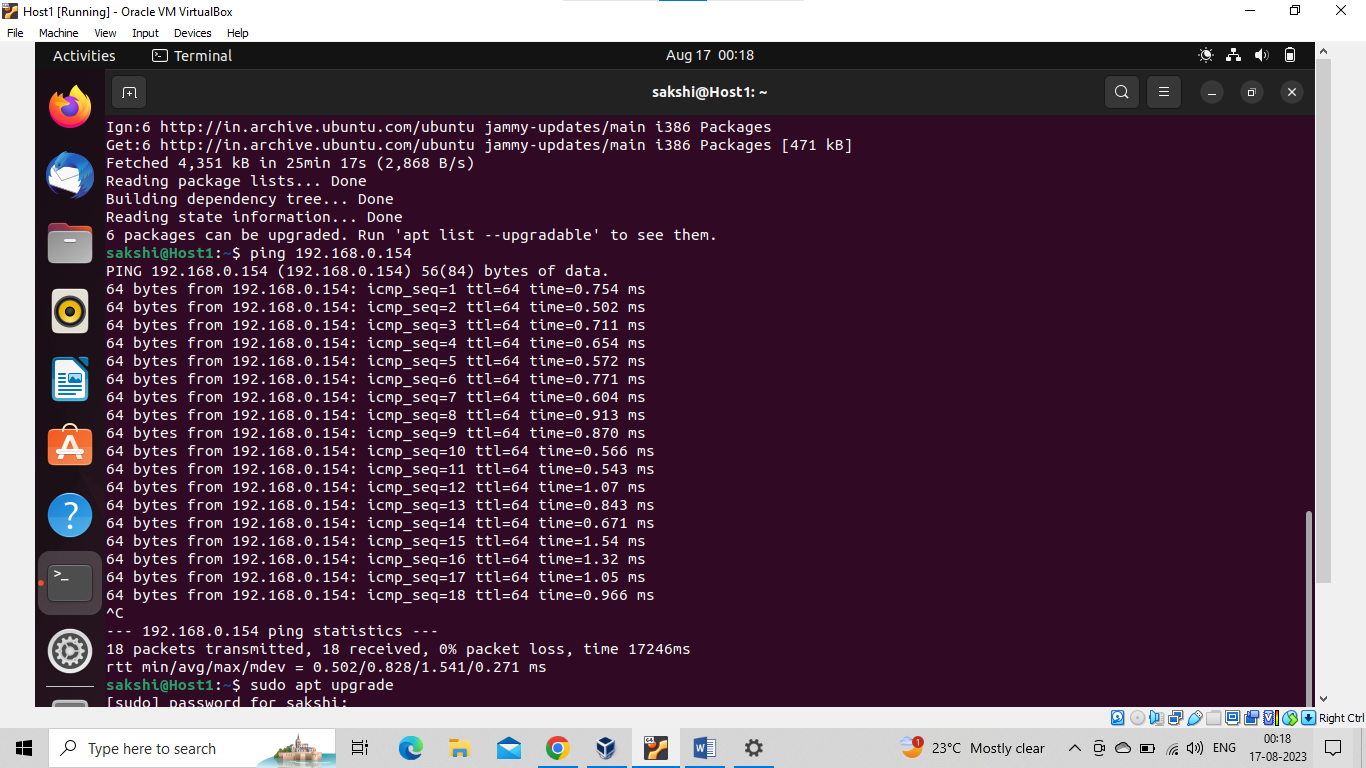 Host1 [Running] - Oracle VM VirtualBox
File Machine View Input Devices Help
Activities Terminal Aug 17 00:18
sakshi@Host1: ~
Ign:6 http://in.archive.ubuntu.com/ubuntu jammy-updates/main i386 Packages
Get:6 http://in.archive.ubuntu.com/ubuntu jammy-updates/main i386 Packages [471 kB]
Fetched 4,351 kB in 25min 17s (2,868 B/s)
Reading package lists... Done
Building dependency tree... Done
Reading state information... Done
6 packages can be upgraded. Run 'apt list --upgradable' to see them.
sakshi@Host1:~$ ping 192.168.0.154
PING 192.168.0.154 (192.168.0.154) 56(84) bytes of data.
64 bytes from 192.168.0.154: icmp_seq=1 ttl=64 time=0.754 ms
64 bytes from 192.168.0.154: icmp_seq=2 ttl=64 time=0.502 ms
64 bytes from 192.168.0.154: icmp_seq=3 ttl=64 time=0.711 ms
64 bytes from 192.168.0.154: icmp_seq=4 ttl=64 time=0.654 ms
64 bytes from 192.168.0.154: icmp_seq=5 ttl=64 time=0.572 ms
64 bytes from 192.168.0.154: icmp_seq=6 ttl=64 time=0.771 ms
64 bytes from 192.168.0.154: icmp_seq=7 ttl=64 time=0.604 ms
64 bytes from 192.168.0.154: icmp_seq=8 ttl=64 time=0.913 ms
64 bytes from 192.168.0.154: icmp_seq=9 ttl=64 time=0.870 ms
64 bytes from 192.168.0.154: icmp_seq=10 ttl=64 time=0.566 ms
64 bytes from 192.168.0.154: icmp_seq=11 ttl=64 time=0.543 ms
64 bytes from 192.168.0.154: icmp_seq=12 ttl=64 time=1.07 ms
64 bytes from 192.168.0.154: icmp_seq=13 ttl=64 time=0.843 ms
64 bytes from 192.168.0.154: icmp_seq=14 ttl=64 time=0.671 ms
64 bytes from 192.168.0.154: icmp_seq=15 ttl=64 time=1.54 ms
64 bytes from 192.168.0.154: icmp_seq=16 ttl=64 time=1.32 ms
64 bytes from 192.168.0.154: icmp_seq=17 ttl=64 time=1.05 ms
64 bytes from 192.168.0.154: icmp_seq=18 ttl=64 time=0.966 ms
^C
--- 192.168.0.154 ping statistics ---
18 packets transmitted, 18 received, 0% packet loss, time 17246ms
rtt min/avg/max/mdev = 0.502/0.828/1.541/0.271 ms
sakshi@Host1:~$ sudo apt upgrade
[sudo] password for sakshi:
Right Ctrl
Type here to search
1 23°C Mostly clear ENG 00:18
17-08-2023